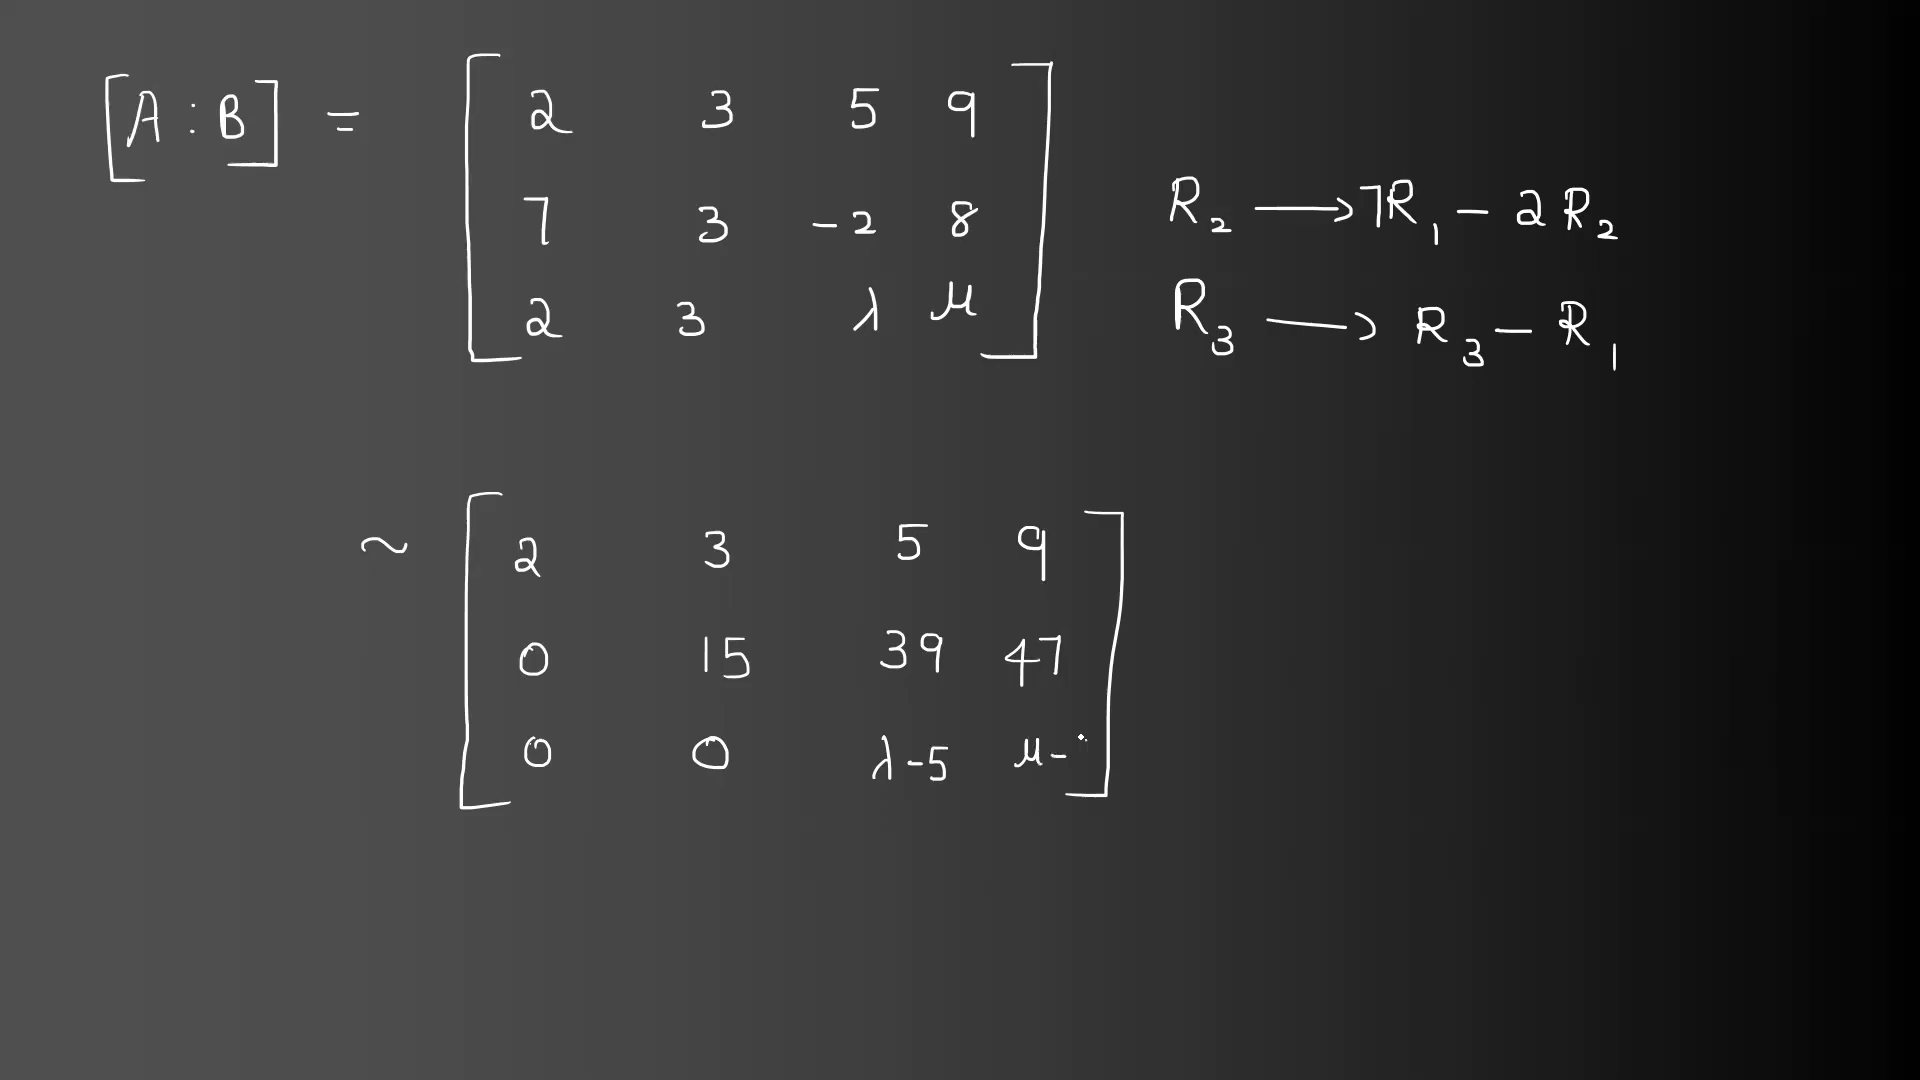 [A : B] = [ 2 3 5 9
7 3 -2 8
2 3 λ μ ]
R₂ → 7R₁ - 2R₂
R₃ → R₃ - R₁
~ [ 2 3 5 9
0 15 39 47
0 0 λ-5 μ- ]